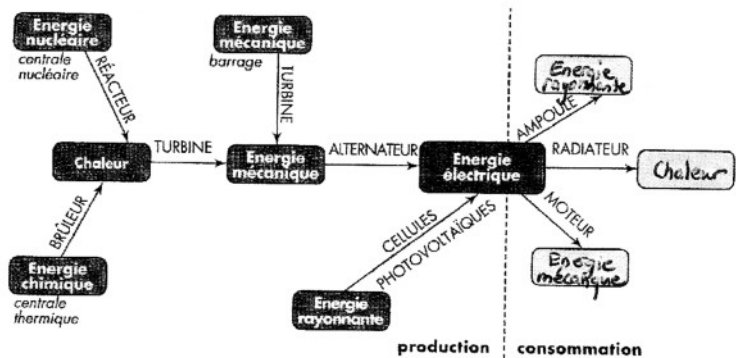 Energie
nucléaire
centrale
nucléaire
RÉACTEUR
Energie
mécanique
barrage
TURBINE
Chaleur
TURBINE
Energie
mécanique
ALTERNATEUR
Energie
électrique
BRÛLEUR
Energie
chimique
centrale
thermique
CELLULES
PHOTOVOLTAÏQUES
Energie
rayonnante
AMPOULE
Energie
rayonnante
RADIATEUR
Chaleur
MOTEUR
Energie
mécanique
production
consommation